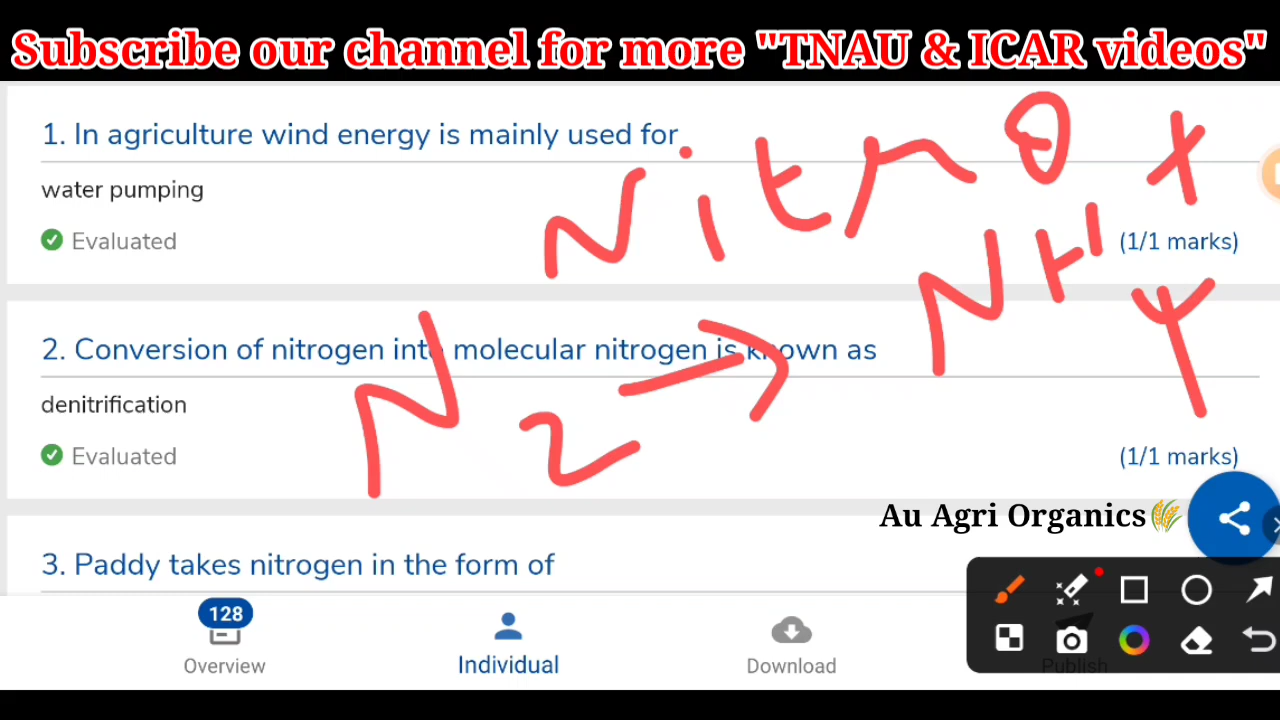 Subscribe our channel for more "TNAU & ICAR videos"
1. In agriculture wind energy is mainly used for
water pumping
Evaluated
(1/1 marks)
Nitro
NH4+
2. Conversion of nitrogen into molecular nitrogen is known as
N2 →
denitrification
Evaluated
(1/1 marks)
Au Agri Organics
3. Paddy takes nitrogen in the form of
128
Overview
Individual
Download
Publish